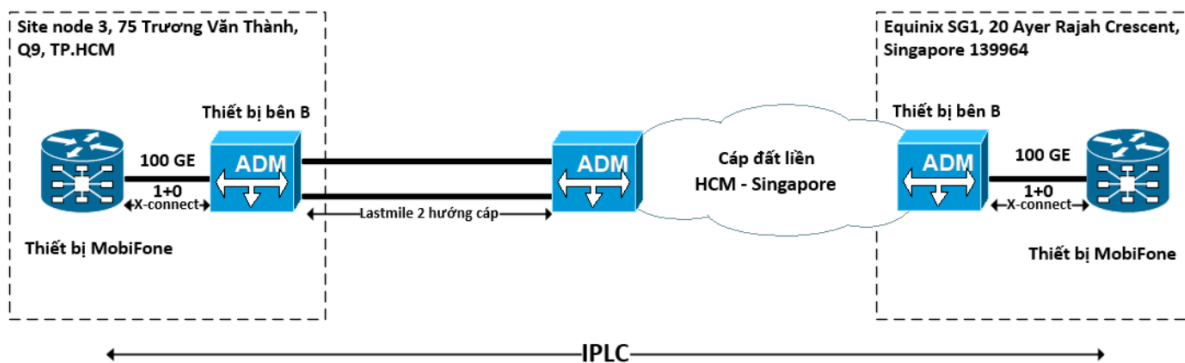 Site node 3, 75 Trương Văn Thành,
Q9, TP.HCM
Equinix SG1, 20 Ayer Rajah Crescent,
Singapore 139964
Thiết bị bên B
Thiết bị bên B
100 GE
ADM
ADM
Cáp đất liền
HCM - Singapore
ADM
100 GE
1+0
X-connect
Lastmile 2 hướng cáp
1+0
X-connect
Thiết bị MobiFone
Thiết bị MobiFone
IPLC